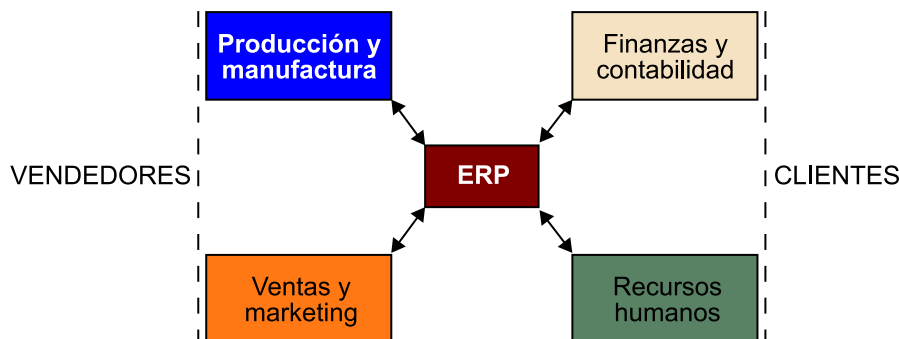 Producción y
manufactura
Finanzas y
contabilidad
VENDEDORES
ERP
CLIENTES
Ventas y
marketing
Recursos
humanos